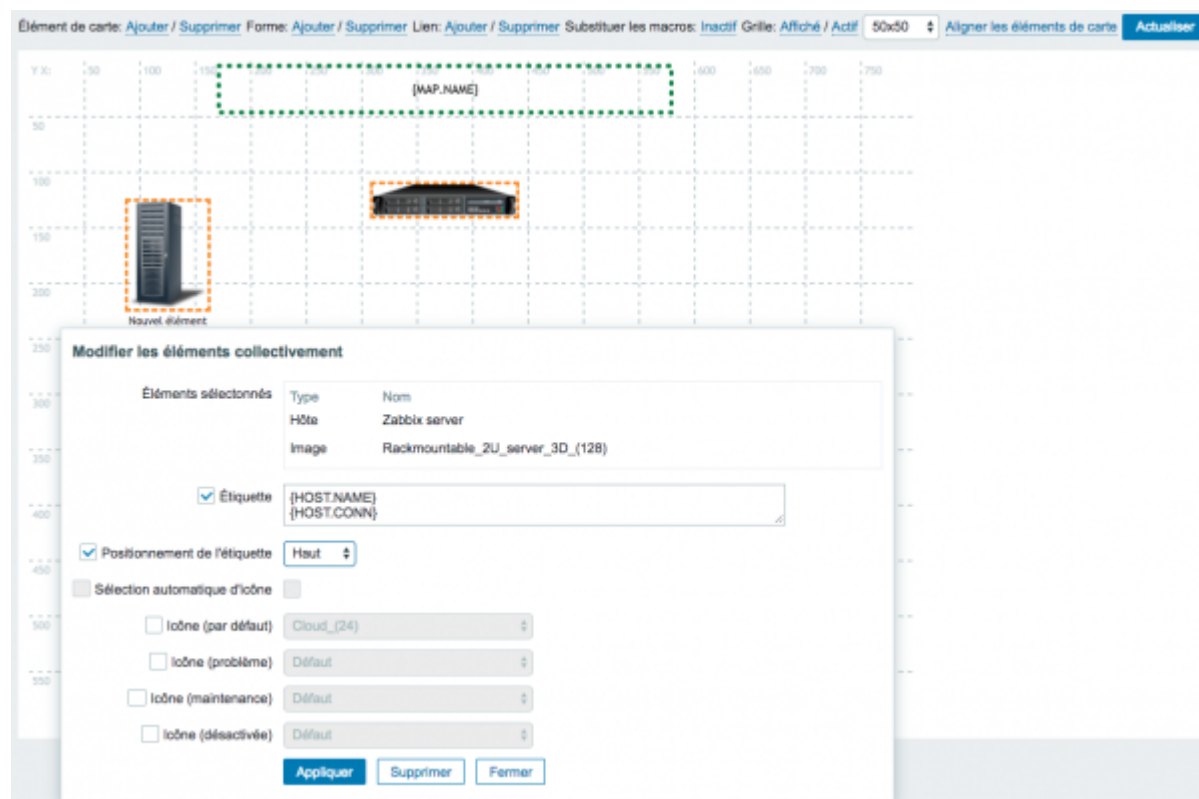 Élément de carte: Ajouter / Supprimer Forme: Ajouter / Supprimer Lien: Ajouter / Supprimer Substituer les macros: Inactif Grille: Affiché / Actif 50x50 Aligner les éléments de carte Actualiser
Y X: 50 100 150 200 250 300 350 400 450 500 550 600 650 700 750
{MAP.NAME}
50
100
150
200
Nouvel élément
250
Modifier les éléments collectivement
Éléments sélectonnés Type Nom
300
Hôte Zabbix server
Image Rackmountable_2U_server_3D_(128)
350
Étiquette {HOST.NAME}
{HOST.CONN}
400
Positionnement de l'étiquette Haut
450
Sélection automatique d'icône
Icône (par défaut) Cloud_(24)
500
Icône (problème) Défaut
550
Icône (maintenance) Défaut
Icône (désactivée) Défaut
Appliquer Supprimer Fermer